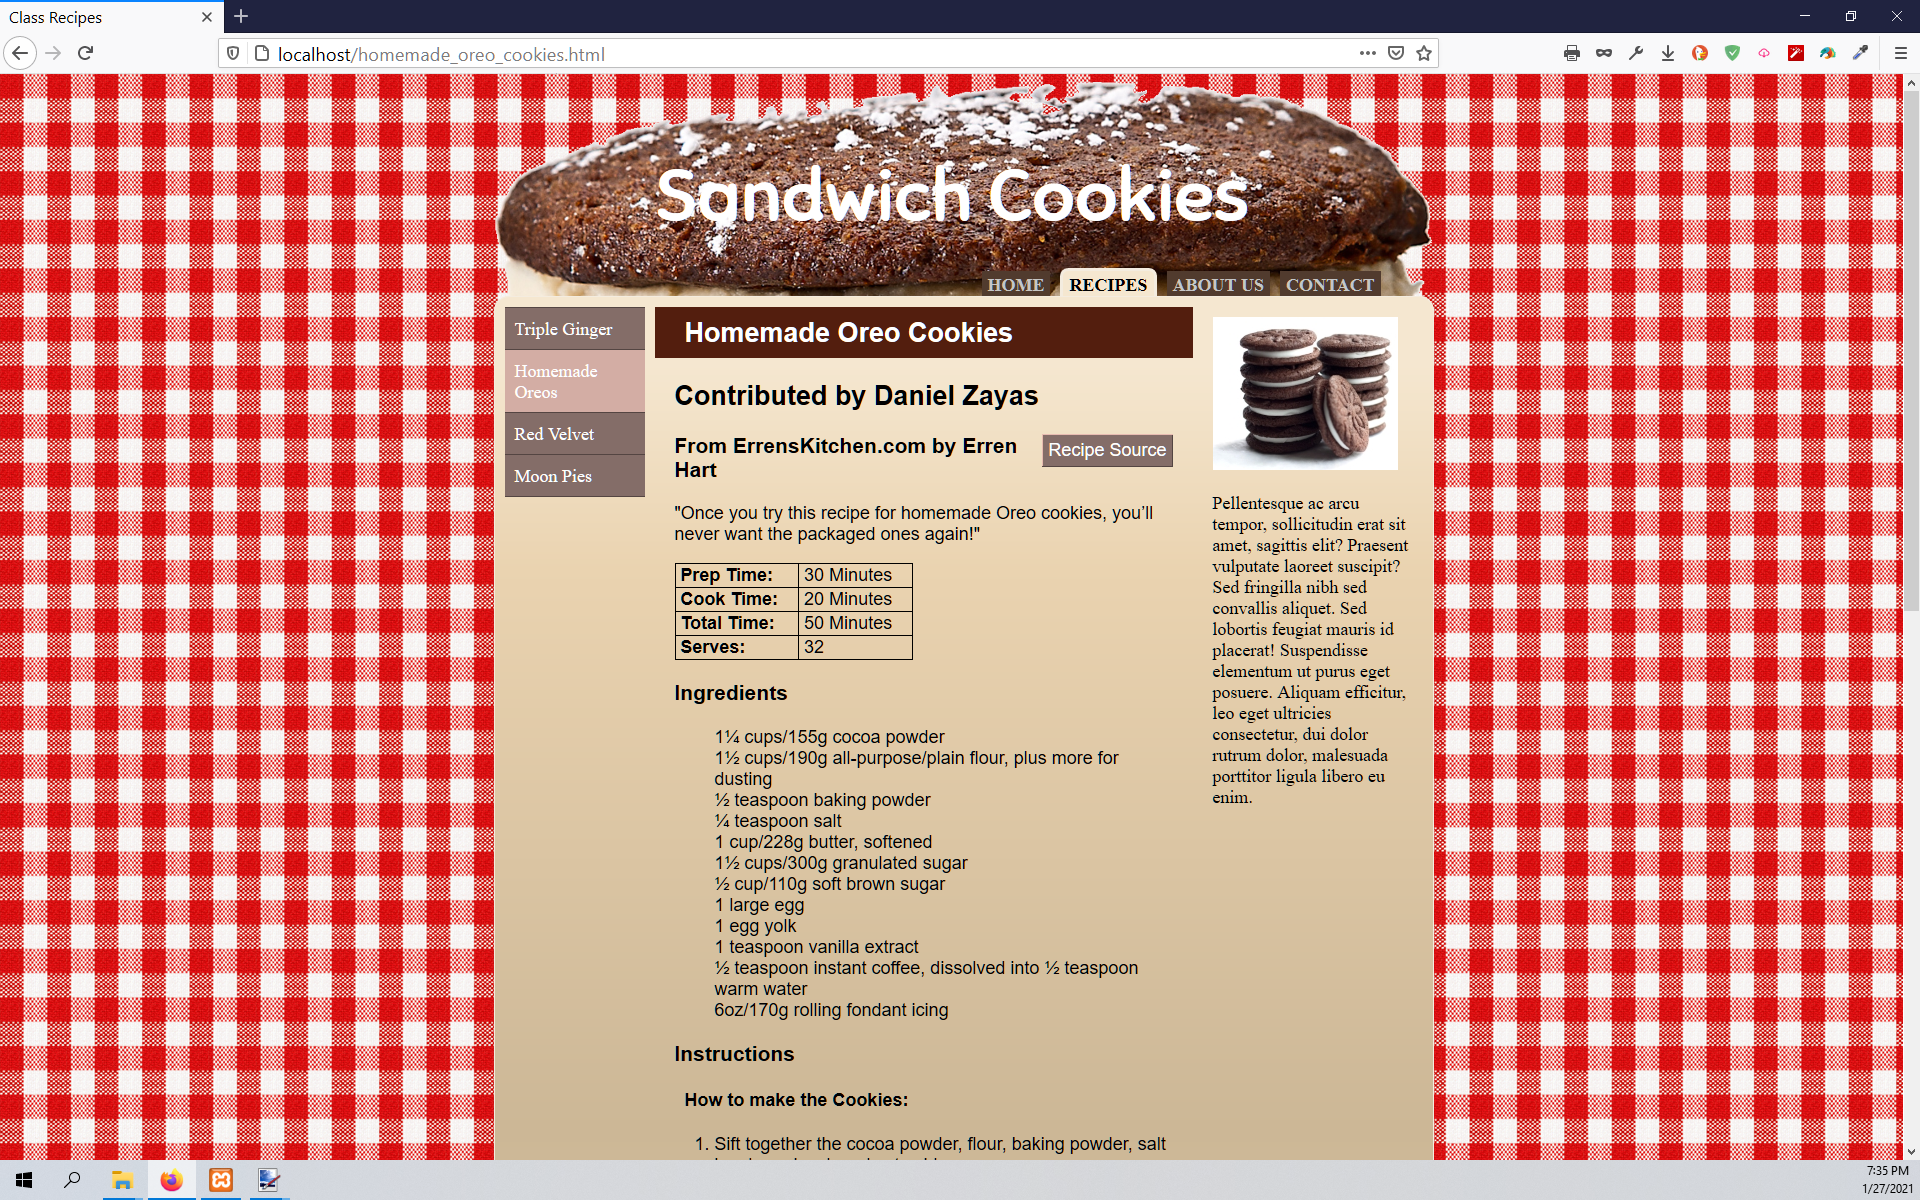 Class Recipes
localhost/homemade_oreo_cookies.html
Sandwich Cookies
HOME RECIPES ABOUT US CONTACT
Triple Ginger
Homemade
Oreos
Red Velvet
Moon Pies
Homemade Oreo Cookies
Contributed by Daniel Zayas
From ErrensKitchen.com by Erren
Hart
Recipe Source
"Once you try this recipe for homemade Oreo cookies, you’ll
never want the packaged ones again!"
Prep Time: 30 Minutes
Cook Time: 20 Minutes
Total Time: 50 Minutes
Serves: 32
Ingredients
1¼ cups/155g cocoa powder
1½ cups/190g all-purpose/plain flour, plus more for
dusting
½ teaspoon baking powder
¼ teaspoon salt
1 cup/228g butter, softened
1½ cups/300g granulated sugar
½ cup/110g soft brown sugar
1 large egg
1 egg yolk
1 teaspoon vanilla extract
½ teaspoon instant coffee, dissolved into ½ teaspoon
warm water
6oz/170g rolling fondant icing
Instructions
How to make the Cookies:
1. Sift together the cocoa powder, flour, baking powder, salt
Pellentesque ac arcu
tempor, sollicitudin erat sit
amet, sagittis elit? Praesent
vulputate laoreet suscipit?
Sed fringilla nibh sed
convallis aliquet. Sed
lobortis feugiat mauris id
placerat! Suspendisse
elementum ut purus eget
posuere. Aliquam efficitur,
leo eget ultricies
consectetur, dui dolor
rutrum dolor, malesuada
porttitor ligula libero eu
enim.
7:35 PM
1/27/2021